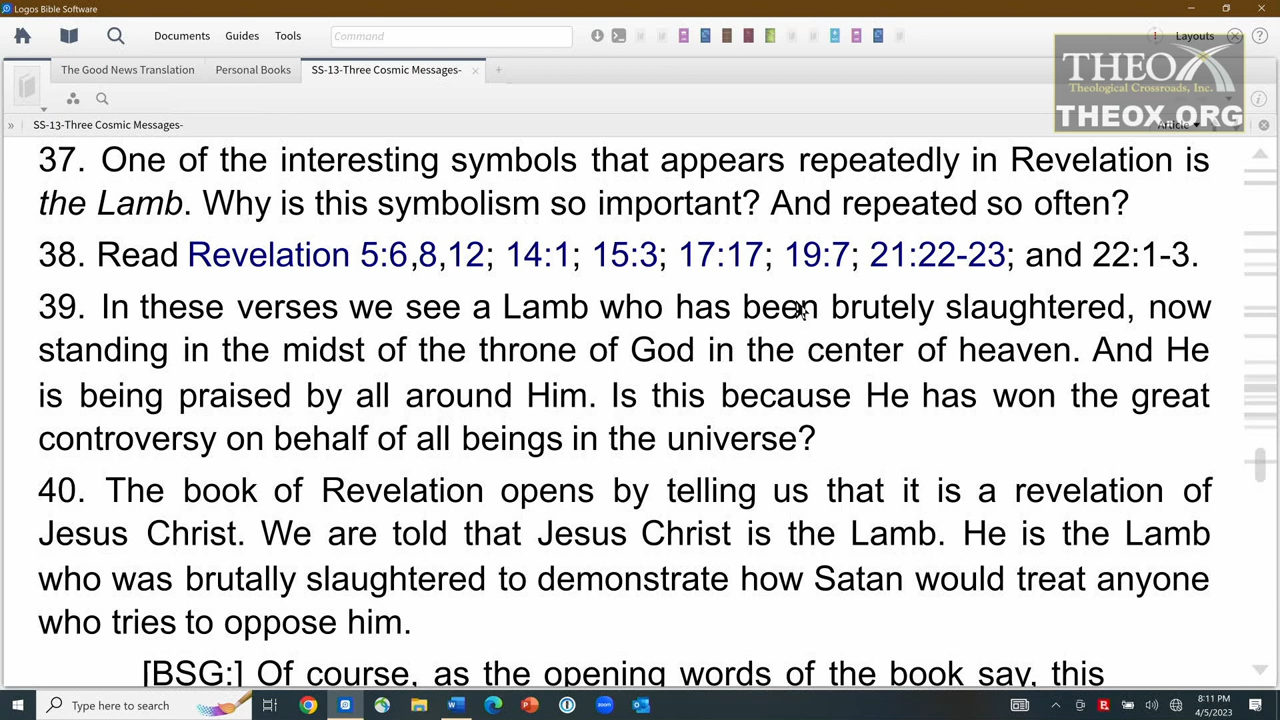 Logos Bible Software
Documents Guides Tools Command Layouts
The Good News Translation Personal Books SS-13-Three Cosmic Messages-
THEOX
Theological Crossroads, Inc.
THEOX.ORG
SS-13-Three Cosmic Messages- Article
37. One of the interesting symbols that appears repeatedly in Revelation is
the Lamb. Why is this symbolism so important? And repeated so often?
38. Read Revelation 5:6,8,12; 14:1; 15:3; 17:17; 19:7; 21:22-23; and 22:1-3.
39. In these verses we see a Lamb who has been brutely slaughtered, now
standing in the midst of the throne of God in the center of heaven. And He
is being praised by all around Him. Is this because He has won the great
controversy on behalf of all beings in the universe?
40. The book of Revelation opens by telling us that it is a revelation of
Jesus Christ. We are told that Jesus Christ is the Lamb. He is the Lamb
who was brutally slaughtered to demonstrate how Satan would treat anyone
who tries to oppose him.
[BSG:] Of course, as the opening words of the book say, this
Type here to search
zoom
8:11 PM
4/5/2023